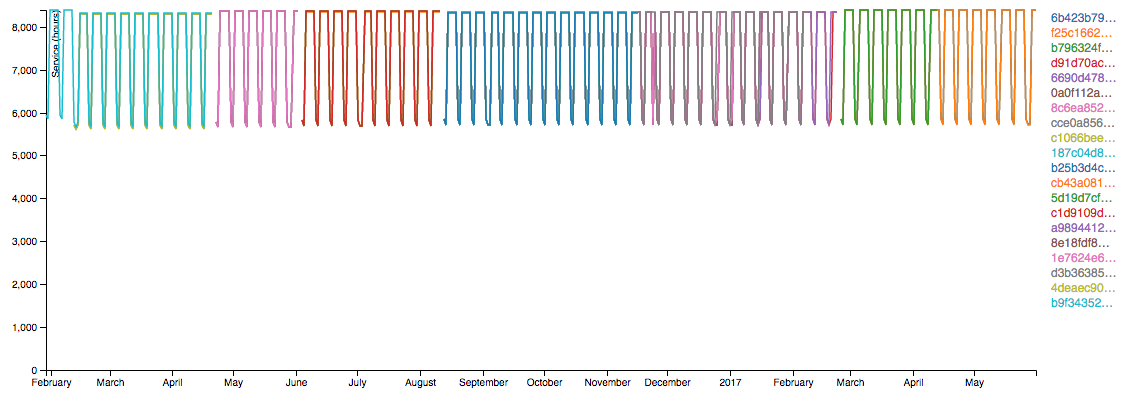 8,000
7,000
6,000
5,000
4,000
3,000
2,000
1,000
0
Service (hours)
February March April May June July August September October November December 2017 February March April May
6b423b79...
f25c1662...
b796324f...
d91d70ac...
6690d478...
0a0f112a...
8c6ea852...
cce0a856...
c1066bee...
187c04d8...
b25b3d4c...
cb43a081...
5d19d7cf...
c1d9109d...
a9894412...
8e18fdf8...
1e7624e6...
d3b36385...
4deaec90...
b9f34352...